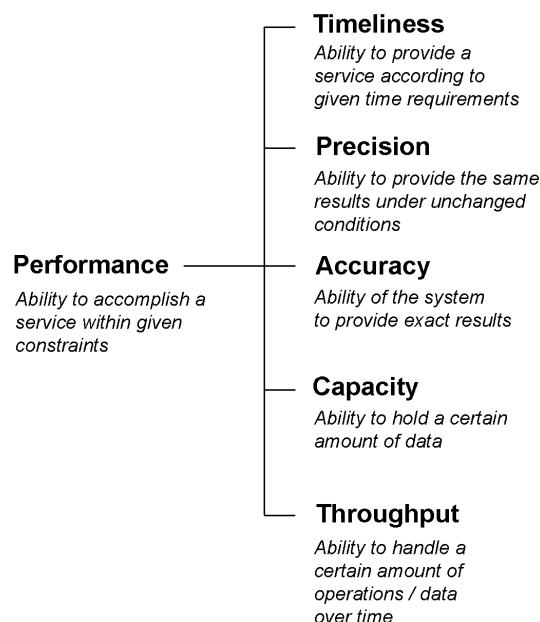 Timeliness
Ability to provide a
service according to
given time requirements
Precision
Ability to provide the same
results under unchanged
conditions
Performance
Ability to accomplish a
service within given
constraints
Accuracy
Ability of the system
to provide exact results
Capacity
Ability to hold a certain
amount of data
Throughput
Ability to handle a
certain amount of
operations / data
over time